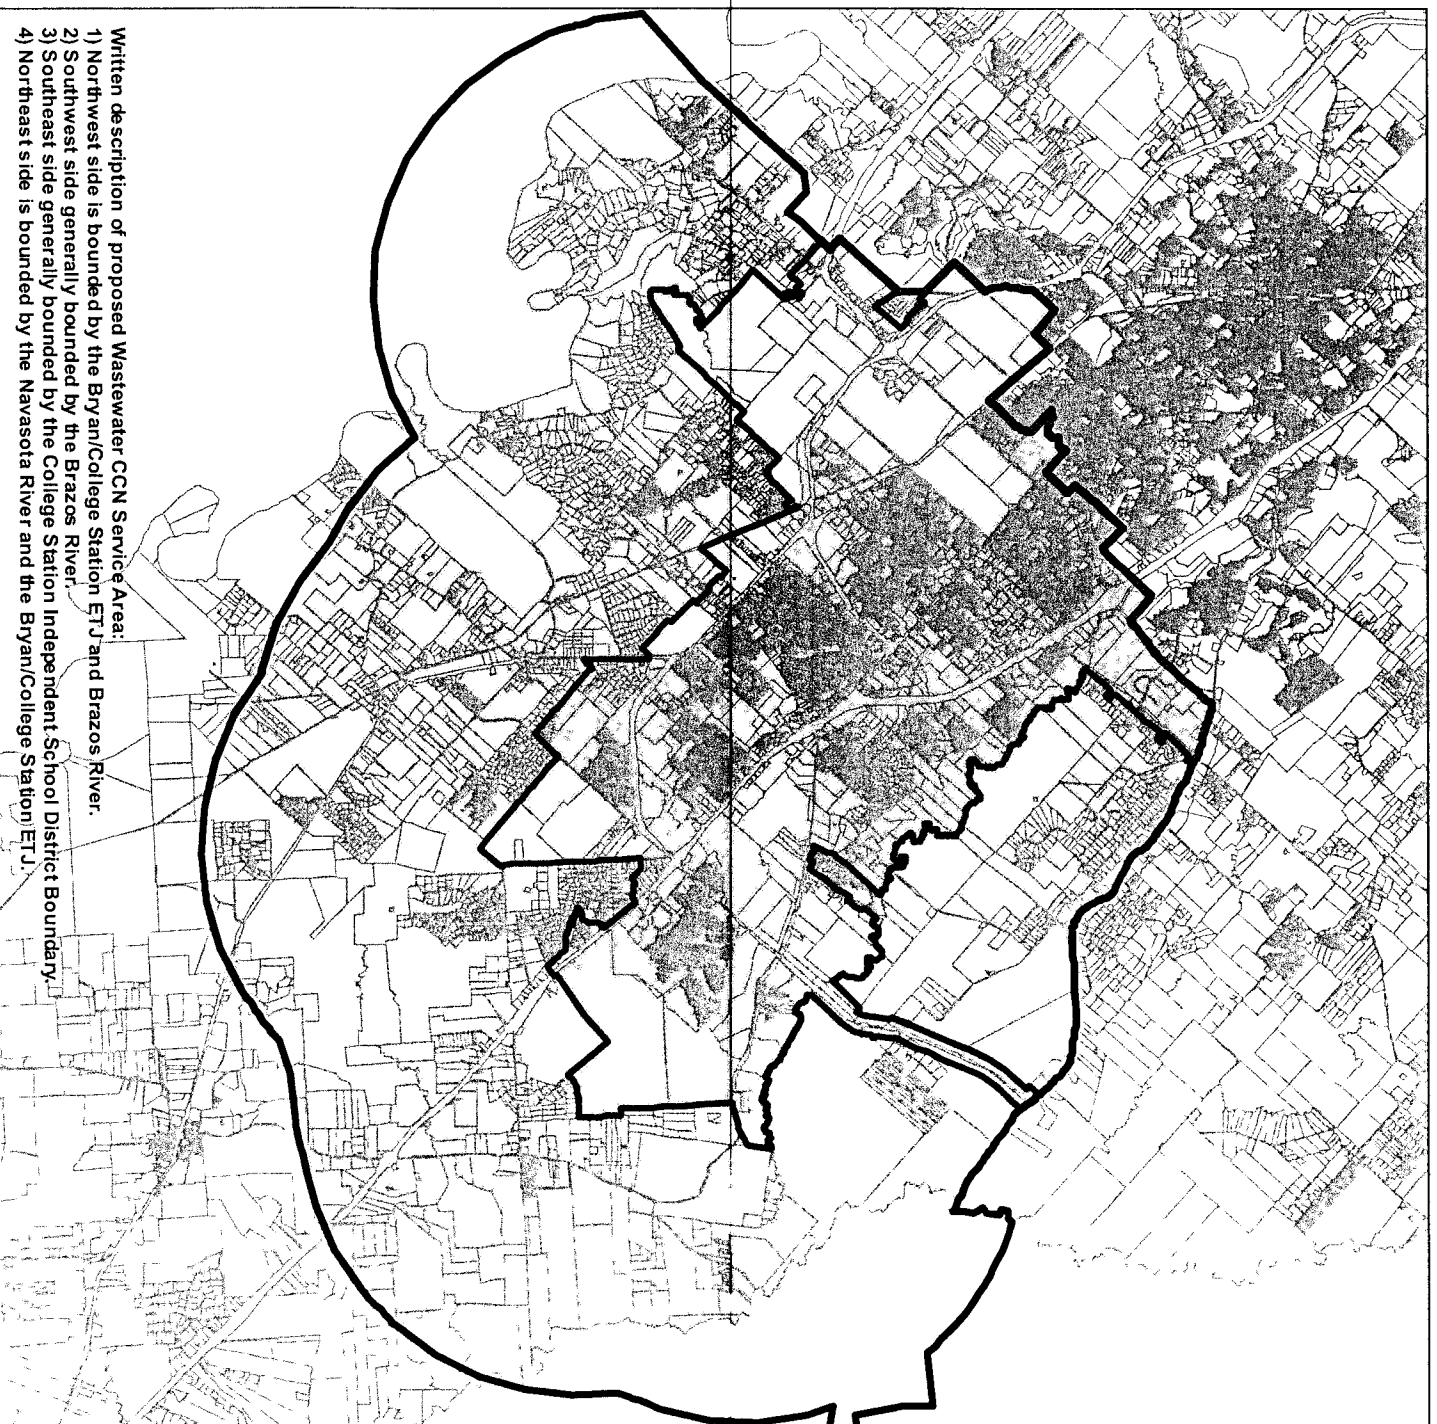 Written description of proposed Wastewater CCN Service Area:
1) Northwest side is bounded by the Bryan/College Station ETJ and Brazos River.
2) Southwest side generally bounded by the Brazos River.
3) Southeast side generally bounded by the College Station Independent School District Boundary.
4) Northeast side is bounded by the Navasota River and the Bryan/College Station ETJ.